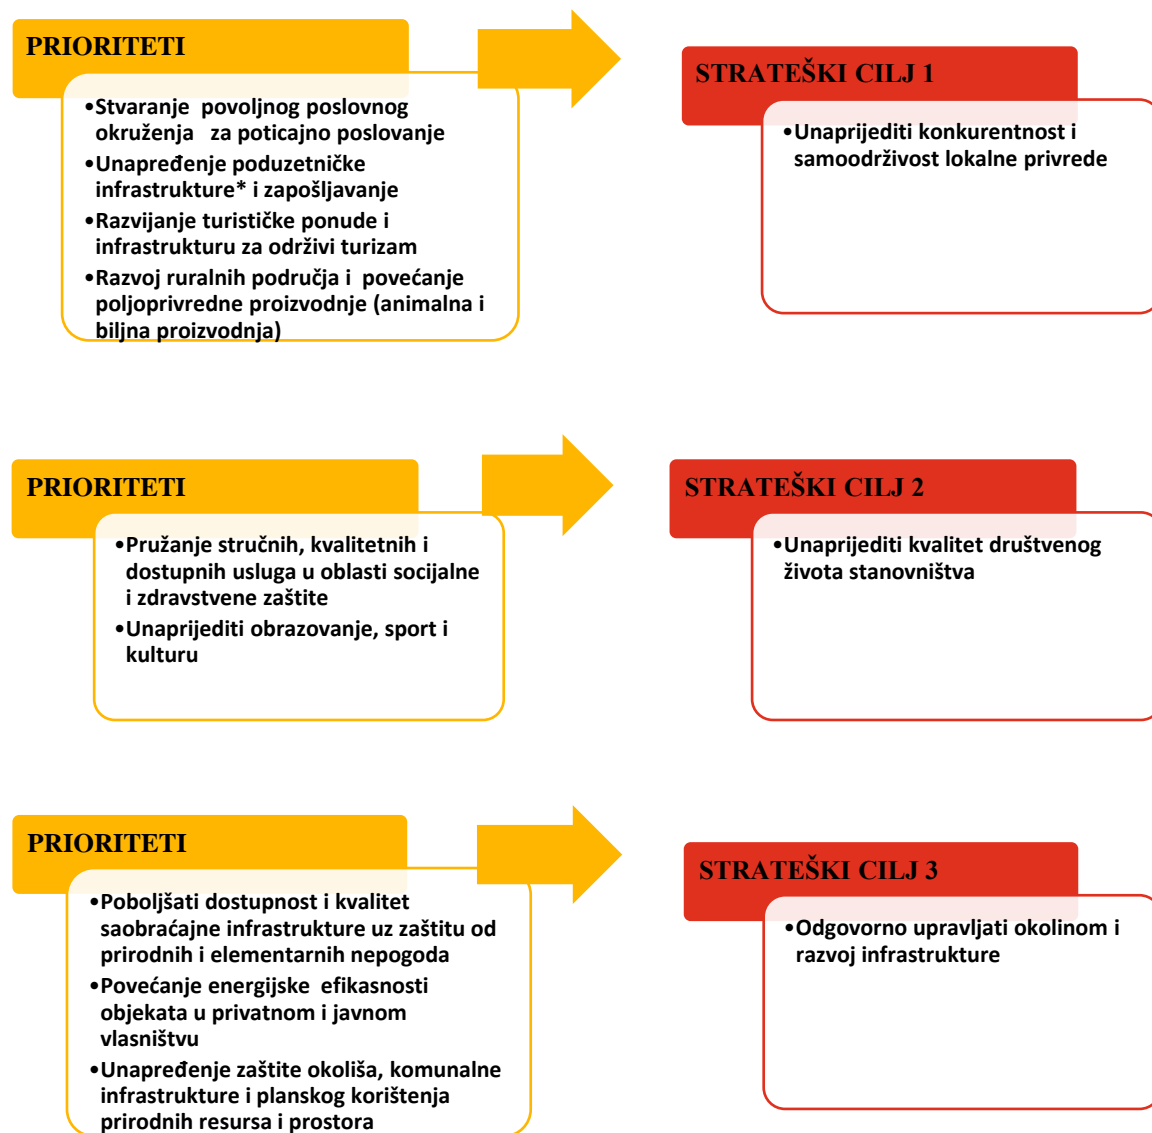 PRIORITETI
•Stvaranje povoljnog poslovnog
okruženja za poticajno poslovanje
•Unapređenje poduzetničke
infrastrukture* i zapošljavanje
•Razvijanje turističke ponude i
infrastrukturu za održivi turizam
•Razvoj ruralnih područja i povećanje
poljoprivredne proizvodnje (animalna i
biljna proizvodnja)
STRATEŠKI CILJ 1
•Unaprijediti konkurentnost i
samoodrživost lokalne privrede
PRIORITETI
•Pružanje stručnih, kvalitetnih i
dostupnih usluga u oblasti socijalne
i zdravstvene zaštite
•Unaprijediti obrazovanje, sport i
kulturu
STRATEŠKI CILJ 2
•Unaprijediti kvalitet društvenog
života stanovništva
PRIORITETI
•Poboljšati dostupnost i kvalitet
saobraćajne infrastrukture uz zaštitu od
prirodnih i elementarnih nepogoda
•Povećanje energijske efikasnosti
objekata u privatnom i javnom
vlasništvu
•Unapređenje zaštite okoliša, komunalne
infrastrukture i planskog korištenja
prirodnih resursa i prostora
STRATEŠKI CILJ 3
•Odgovorno upravljati okolinom i
razvoj infrastrukture